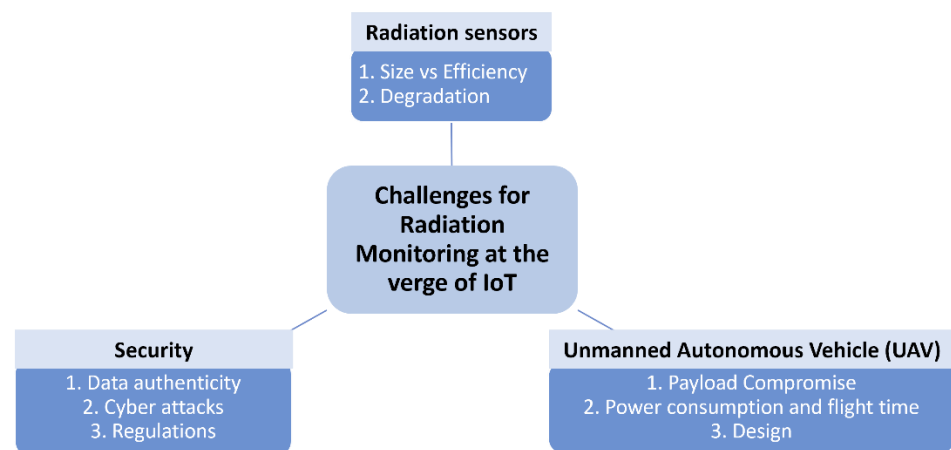 Radiation sensors
1. Size vs Efficiency
2. Degradation
Challenges for
Radiation
Monitoring at the
verge of IoT
Security
1. Data authenticity
2. Cyber attacks
3. Regulations
Unmanned Autonomous Vehicle (UAV)
1. Payload Compromise
2. Power consumption and flight time
3. Design